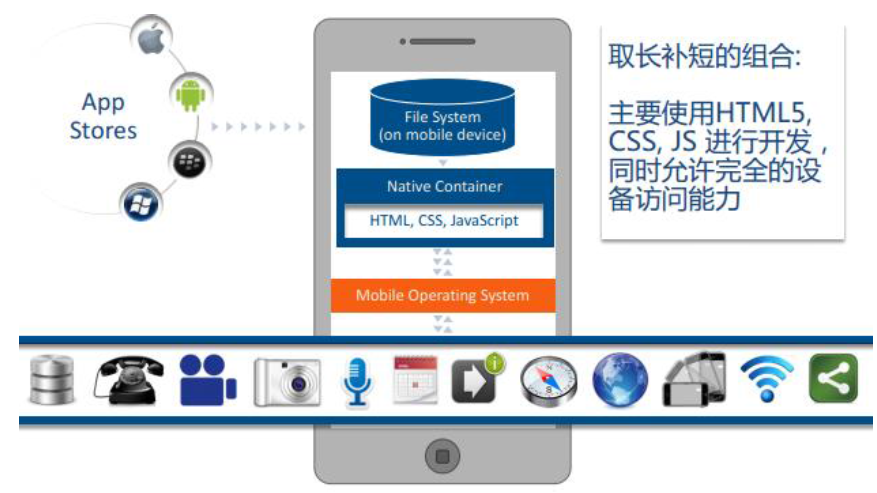 App
Stores
File System
(on mobile device)
Native Container
HTML, CSS, JavaScript
Mobile Operating System
取长补短的组合:
主要使用HTML5,
CSS, JS 进行开发，
同时允许完全的设
备访问能力